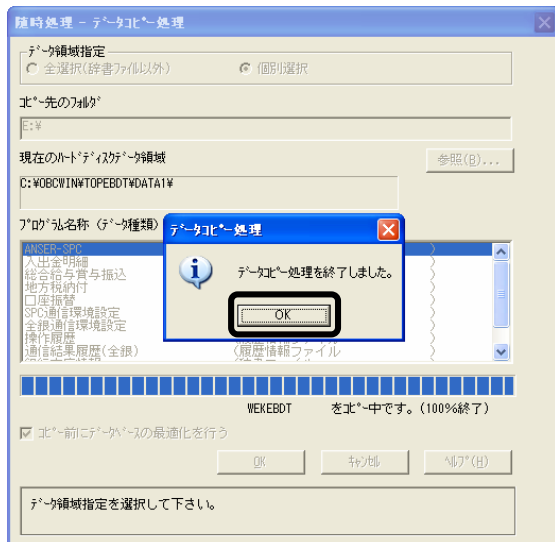 随時処理 - ﾃﾞｰﾀｺﾋﾟｰ処理
ﾃﾞｰﾀ領域指定
全選択(辞書ﾌｧｲﾙ以外)
個別選択
ｺﾋﾟｰ先のﾌｫﾙﾀﾞ
E:¥
現在のﾊｰﾄﾞﾃﾞｨｽｸﾃﾞｰﾀ領域
参照(B)...
C:¥OBCWIN¥TOPEBDT¥DATA1¥
ﾌﾟﾛｸﾞﾗﾑ名称 (ﾃﾞｰﾀ種類)
ﾃﾞｰﾀｺﾋﾟｰ処理
ﾃﾞｰﾀｺﾋﾟｰ処理を終了しました。
OK
ANSER-SPC )
入出金明細 )
総合給与賞与振込 )
地方税納付 )
口座振替 )
SPC通信環境設定 )
全銀通信環境設定 )
操作履歴 )
通信結果履歴(全銀) (履歴情報ファイル )
WEKEBDT をｺﾋﾟｰ中です。(100%終了)
ｺﾋﾟｰ前にﾃﾞｰﾀﾍﾞｰｽの最適化を行う
OK
ｷｬﾝｾﾙ
ﾍﾙﾌﾟ(H)
ﾃﾞｰﾀ領域指定を選択して下さい。